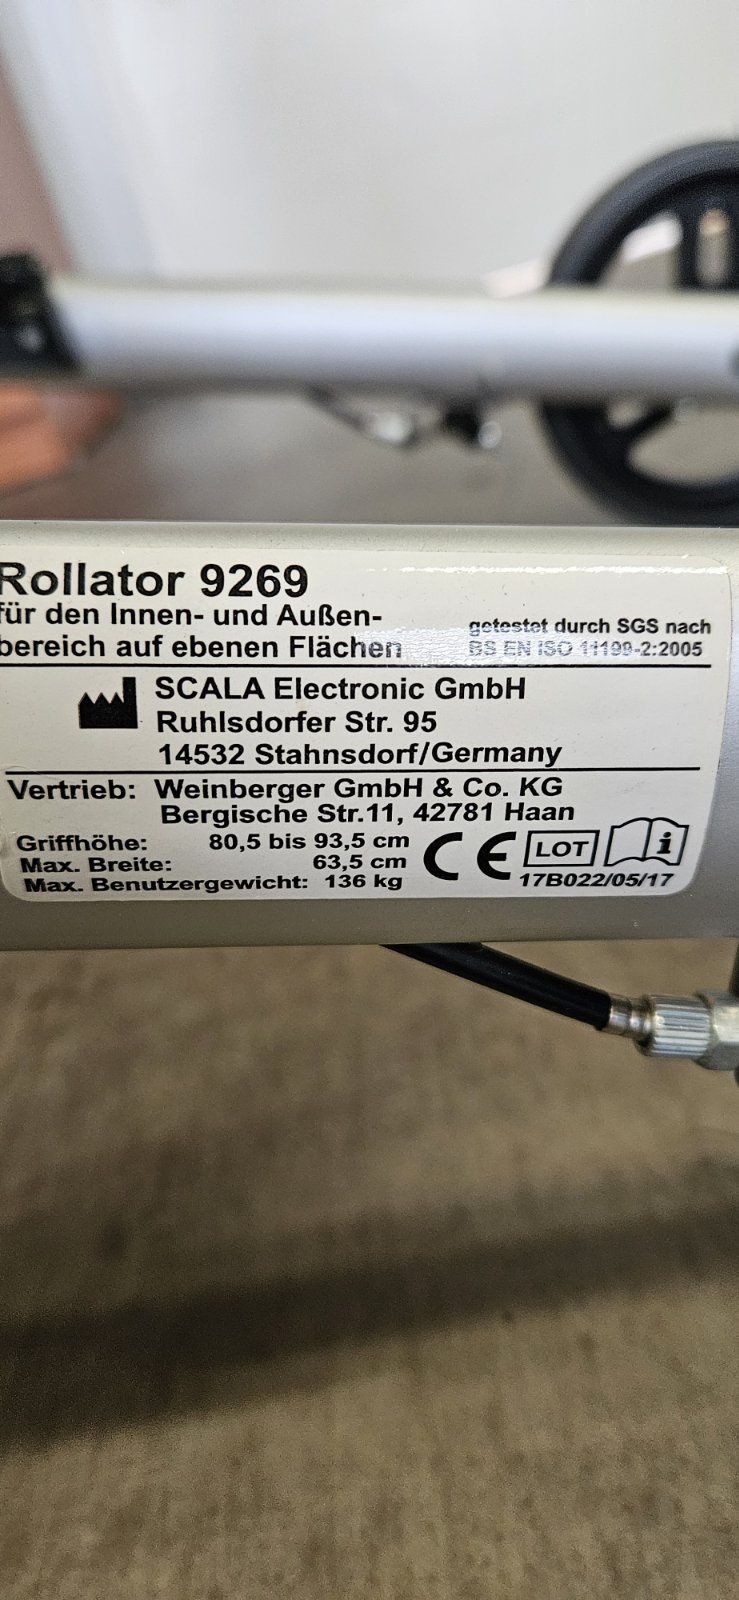 Rollator 9269
für den Innen- und Außen-
bereich auf ebenen Flächen
getestet durch SGS nach
BS EN ISO 11199-2:2005
SCALA Electronic GmbH
Ruhlsdorfer Str. 95
14532 Stahnsdorf/Germany
Vertrieb: Weinberger GmbH & Co. KG
Bergische Str.11, 42781 Haan
Griffhöhe: 80,5 bis 93,5 cm
Max. Breite: 63,5 cm
Max. Benutzergewicht: 136 kg
CE
LOT
i
17B022/05/17